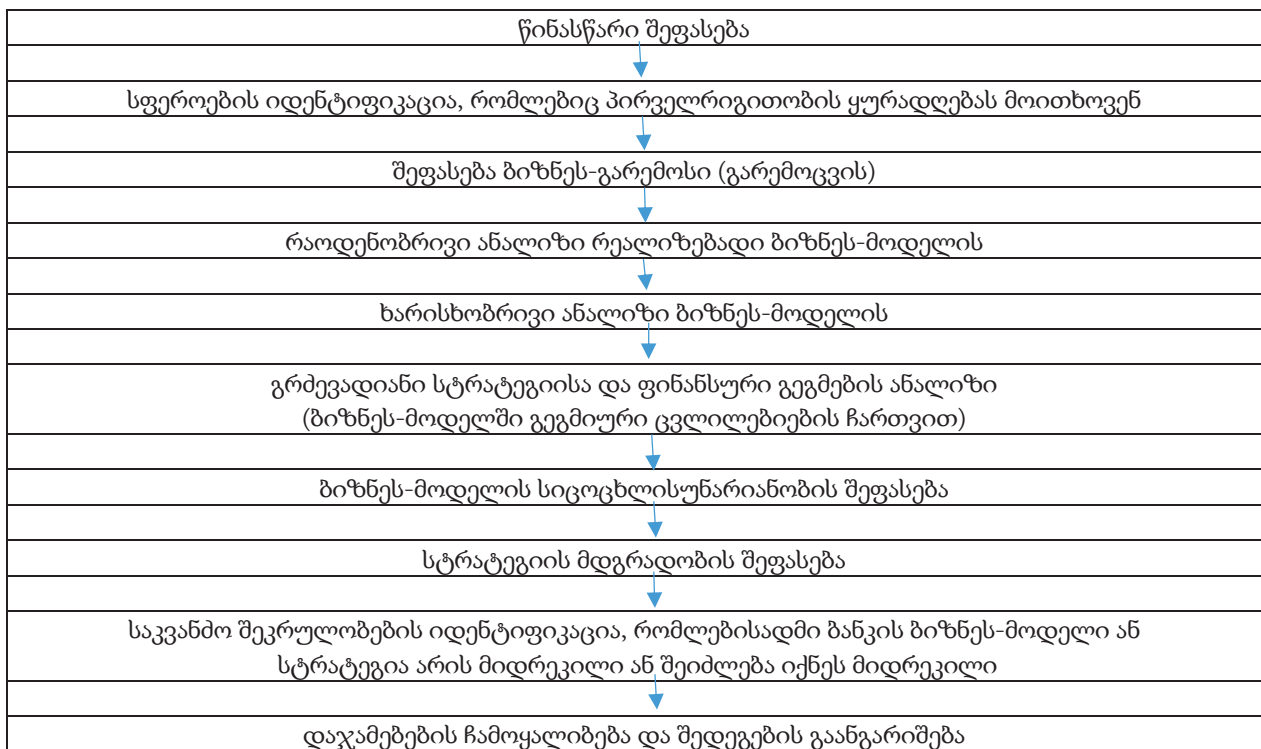 წინასწარი შეფასება
სფეროების იდენტიფიკაცია, რომლებიც პირველრიგითობის ყურადღებას მოითხოვენ
შეფასება ბიზნეს-გარემოსი (გარემოცვის)
რაოდენობრივი ანალიზი რეალიზებადი ბიზნეს-მოდელის
ხარისხობრივი ანალიზი ბიზნეს-მოდელის
გრძევადიანი სტრატეგიისა და ფინანსური გეგმების ანალიზი
(ბიზნეს-მოდელში გეგმიური ცვლილებიების ჩართვით)
ბიზნეს-მოდელის სიცოცხლისუნარიანობის შეფასება
სტრატეგიის მდგრადობის შეფასება
საკვანძო შეკრულობების იდენტიფიკაცია, რომლებისადმი ბანკის ბიზნეს-მოდელი ან
სტრატეგია არის მიდრეკილი ან შეიძლება იქნეს მიდრეკილი
დაჯამებების ჩამოყალიბება და შედეგების გაანგარიშება